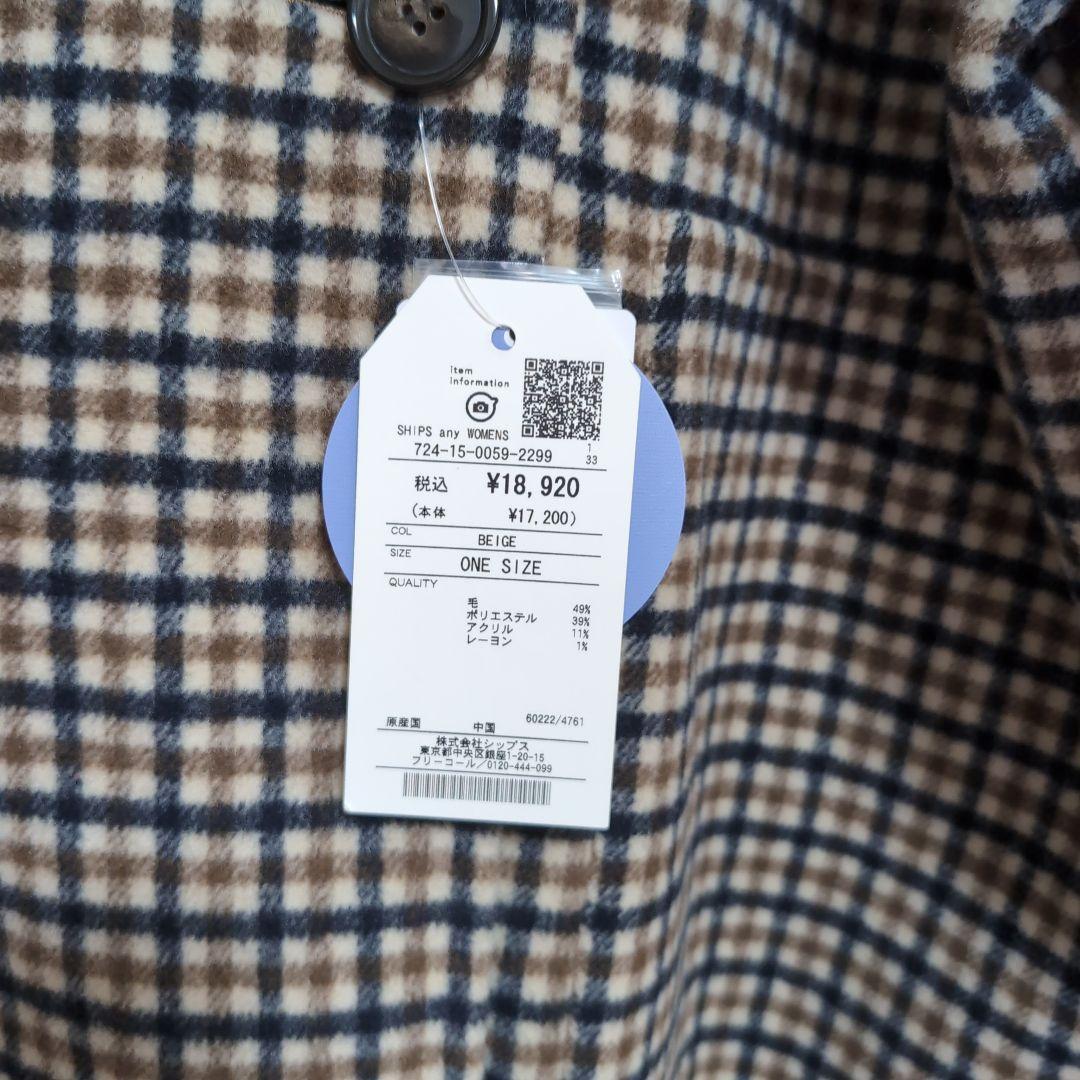 item
information
SHIPS any WOMENS
724-15-0059-2299
1
33
税込 ¥18,920
(本体 ¥17,200)
COL
BEIGE
SIZE
ONE SIZE
QUALITY
毛 49%
ポリエステル 39%
アクリル 11%
レーヨン 1%
60222/4761
原産国 中国
株式会社シップス
東京都中央区銀座1-20-15
フリーコール/0120-444-099